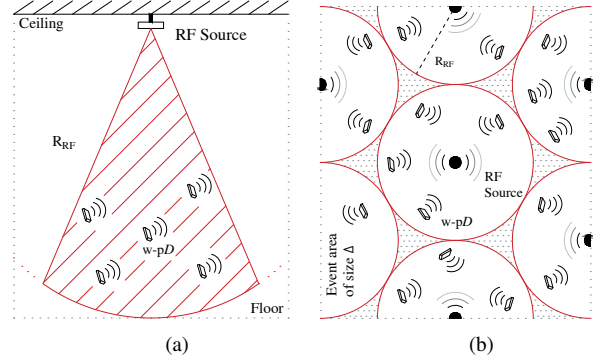 Ceiling
RF Source
R_RF
w-pD
Floor
(a)
R_RF
RF
Source
w-pD
Event area
of size Δ
(b)